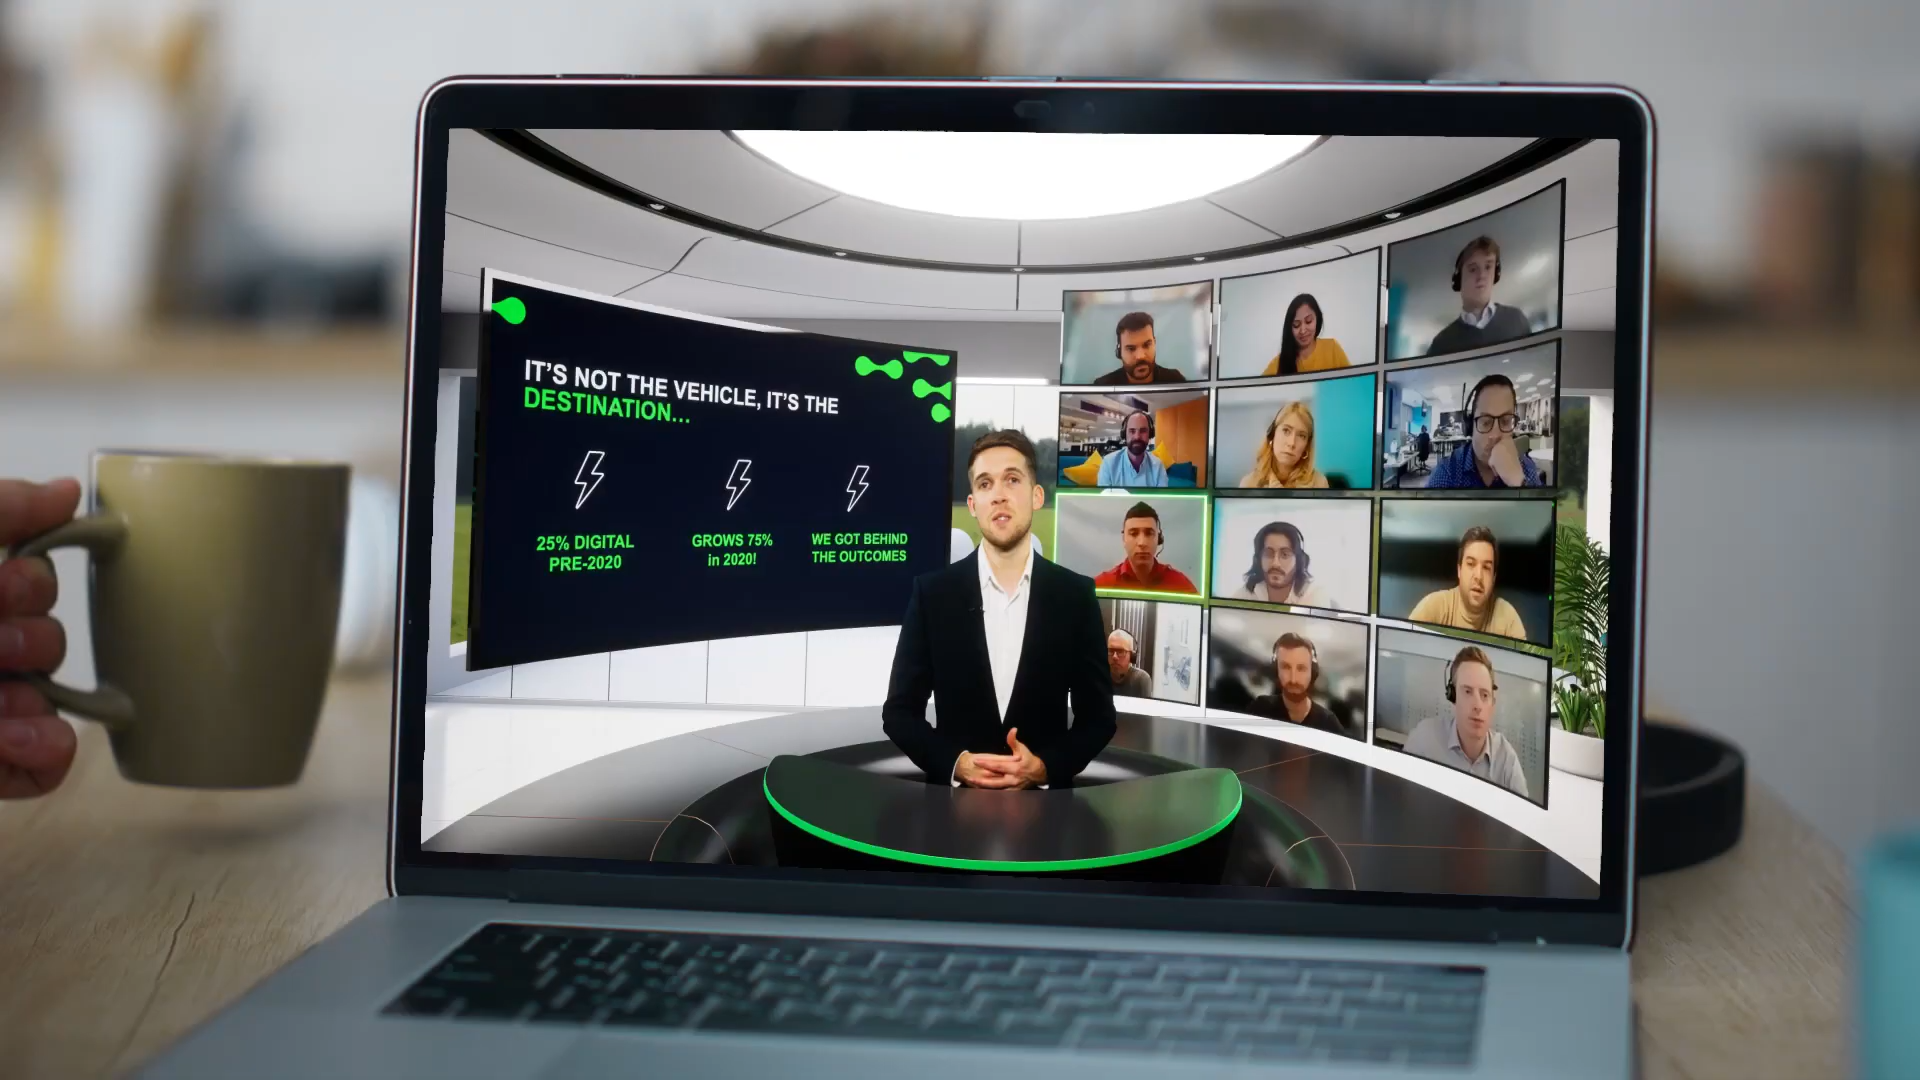 IT'S NOT THE VEHICLE, IT'S THE
DESTINATION...
25% DIGITAL
PRE-2020
GROWS 75%
in 2020!
WE GOT BEHIND
THE OUTCOMES